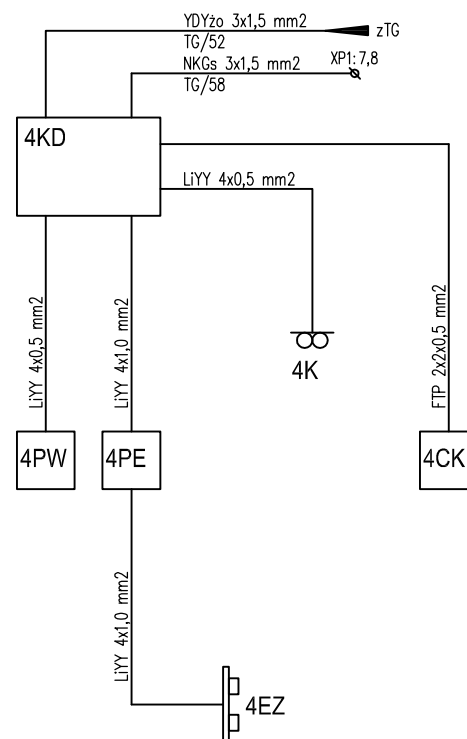 YDYżo 3x1,5 mm2
zTG
TG/52
NKGs 3x1,5 mm2
XP1:7,8
TG/58
4KD
LiYY 4x0,5 mm2
LiYY 4x0,5 mm2
LiYY 4x1,0 mm2
4K
FTP 2x2x0,5 mm2
4PW
4PE
4CK
LiYY 4x1,0 mm2
4EZ